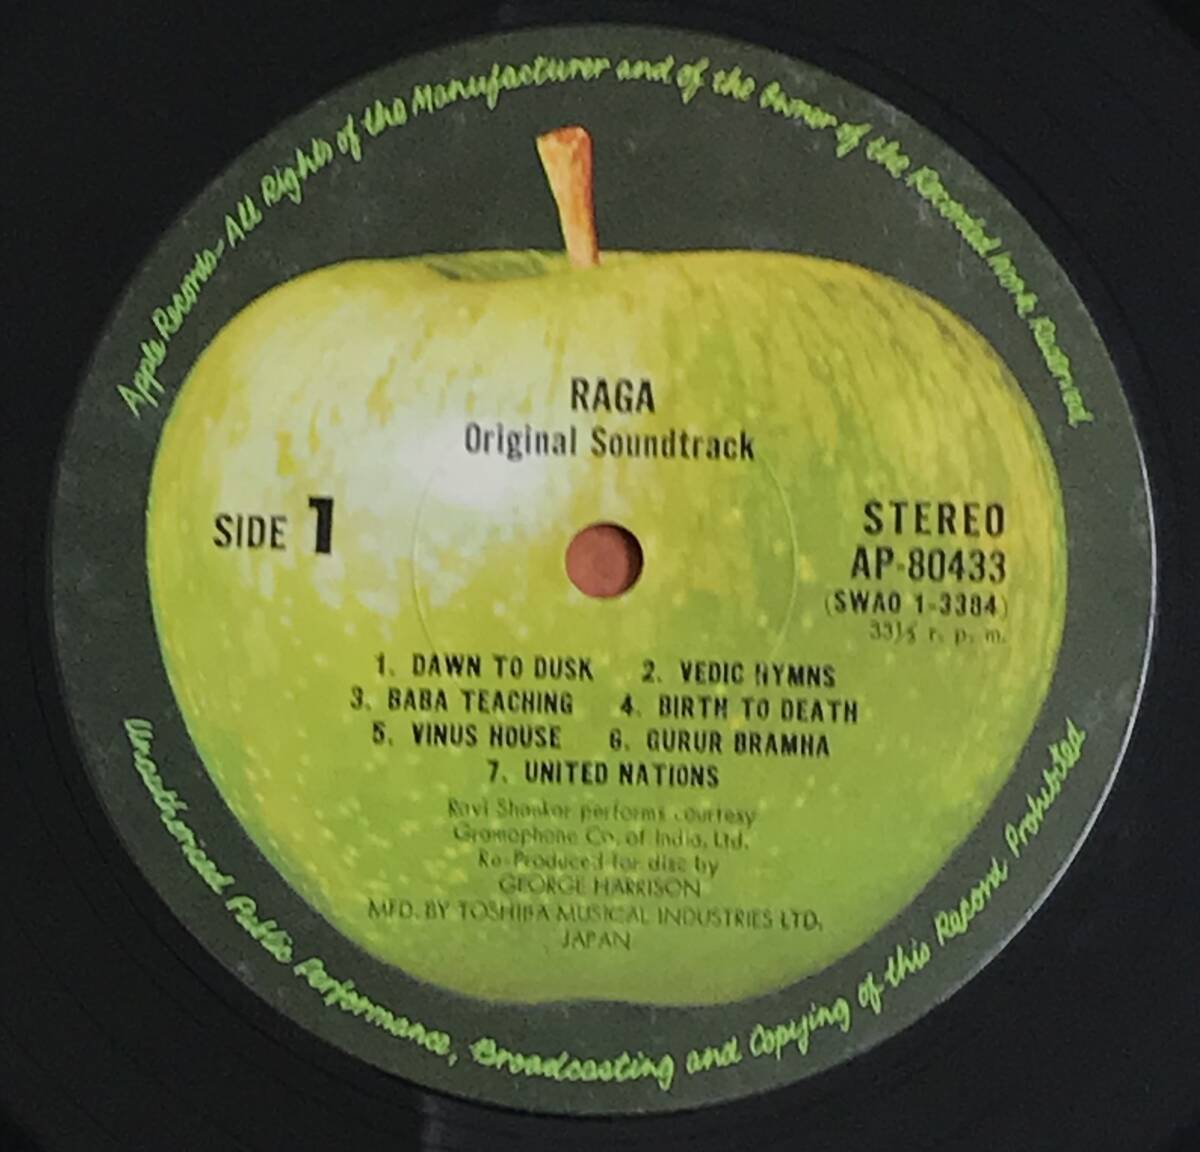 Apple Records - All Rights of the Manufacturer and of the Owner of the Recorded Work Reserved
RAGA
Original Soundtrack
SIDE 1
STEREO
AP-80433
(SWAO 1-3384)
33⅓ r. p. m.
1. DAWN TO DUSK 2. VEDIC HYMNS
3. BABA TEACHING 4. BIRTH TO DEATH
5. VINUS HOUSE 6. GURUR BRAMHA
7. UNITED NATIONS
Ravi Shankar performs courtesy
Gramophone Co. of India, Ltd.
Re-Produced for disc by
GEORGE HARRISON
MFD. BY TOSHIBA MUSICAL INDUSTRIES LTD.
JAPAN
Unauthorised Public Performance, Broadcasting and Copying of this Record Prohibited